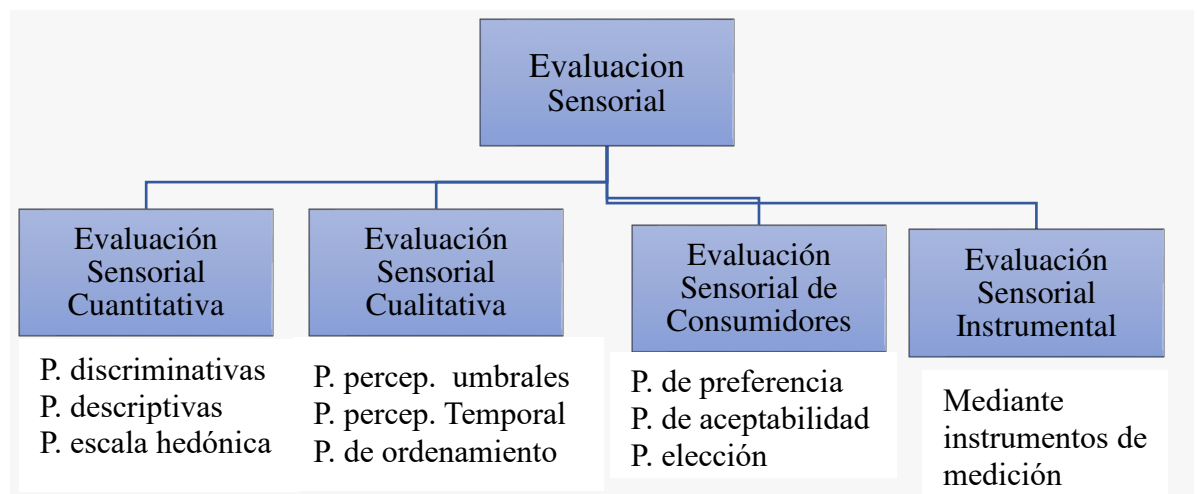 Evaluacion
Sensorial
Evaluación
Sensorial
Cuantitativa
P. discriminativas
P. descriptivas
P. escala hedónica
Evaluación
Sensorial
Cualitativa
P. percep. umbrales
P. percep. Temporal
P. de ordenamiento
Evaluación
Sensorial de
Consumidores
P. de preferencia
P. de aceptabilidad
P. elección
Evaluación
Sensorial
Instrumental
Mediante
instrumentos de
medición